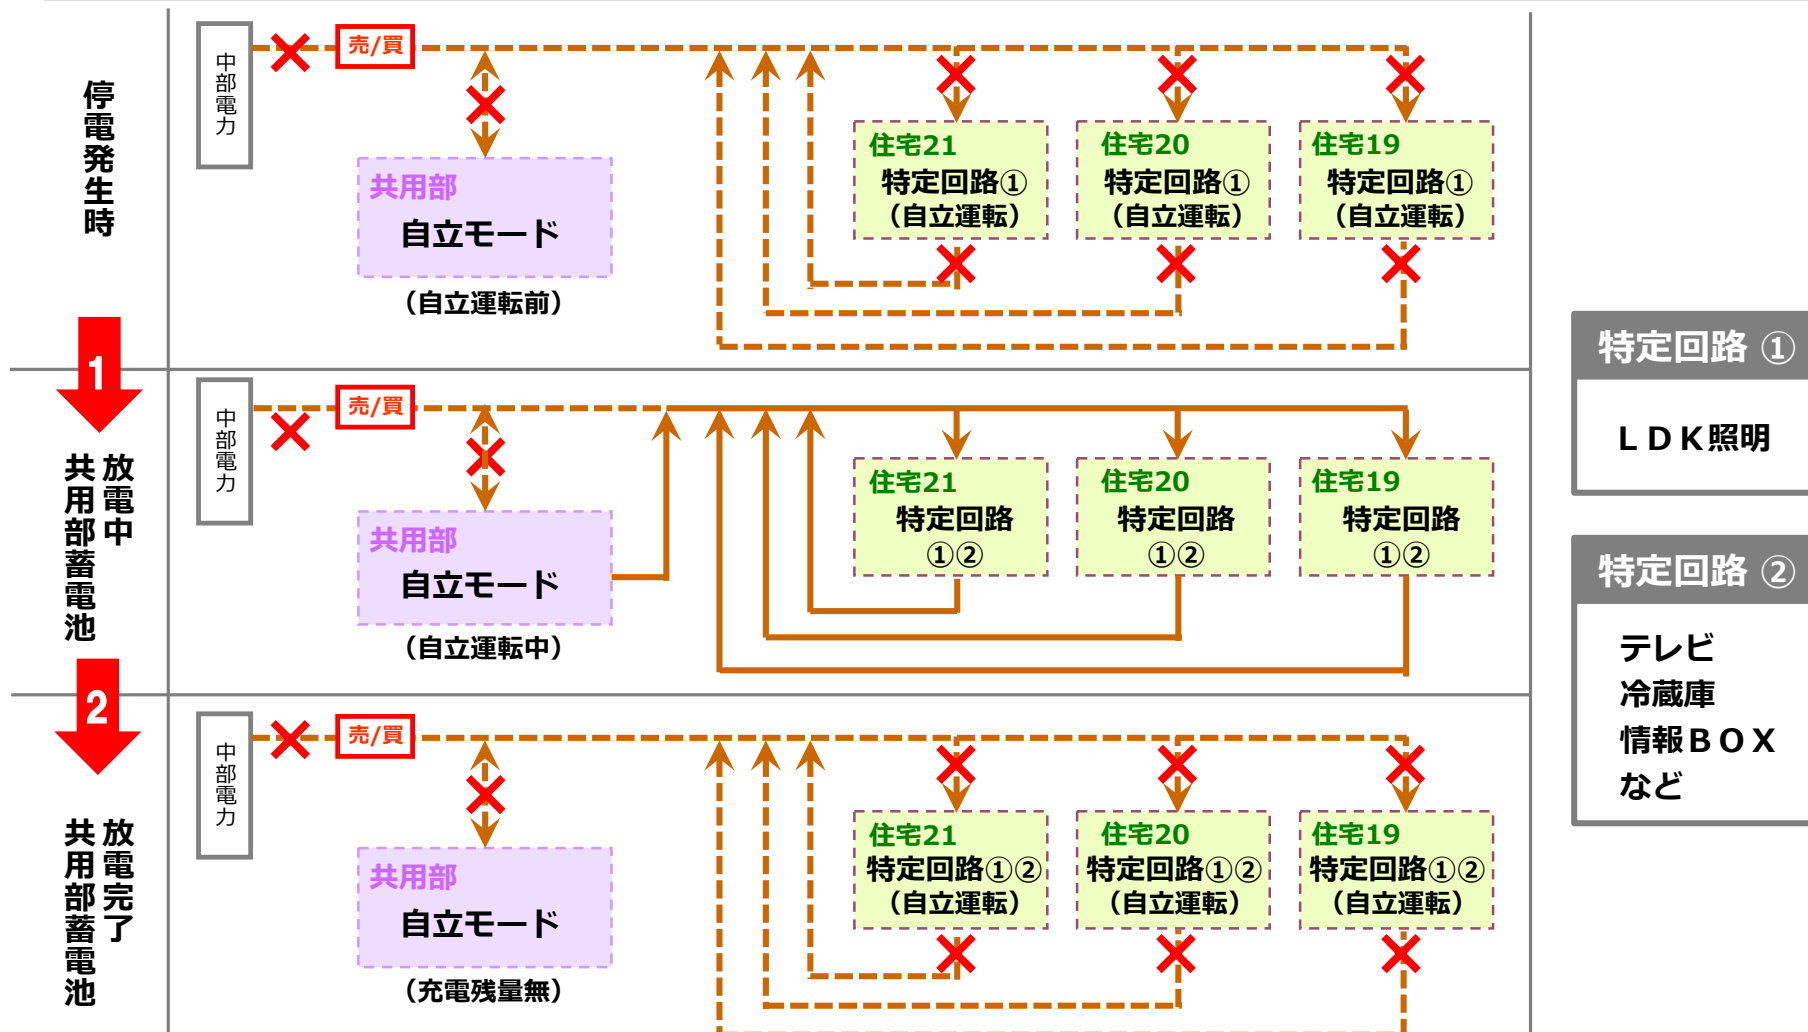 停電発生時
中部電力
売/買
共用部
自立モード
（自立運転前）
住宅21
特定回路①
（自立運転）
住宅20
特定回路①
（自立運転）
住宅19
特定回路①
（自立運転）
1
共用部蓄電池
放電中
中部電力
売/買
共用部
自立モード
（自立運転中）
住宅21
特定回路
①②
住宅20
特定回路
①②
住宅19
特定回路
①②
2
共用部蓄電池
放電完了
中部電力
売/買
共用部
自立モード
（充電残量無）
住宅21
特定回路①②
（自立運転）
住宅20
特定回路①②
（自立運転）
住宅19
特定回路①②
（自立運転）
特定回路 ①
ＬＤＫ照明
特定回路 ②
テレビ
冷蔵庫
情報ＢＯＸ
など